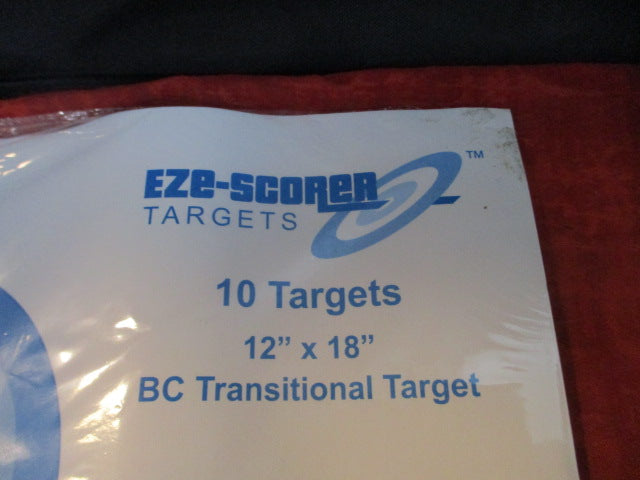 EZE-SCORER™
TARGETS
10 Targets
12” x 18”
BC Transitional Target